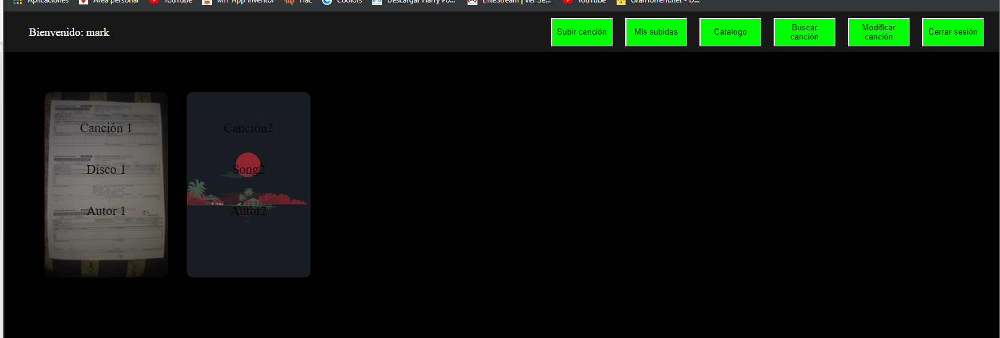 Aplicaciones Área personal YouTube MIT App Inventor Hac Coolors Descargar Harry Po... EliteStream | Ver Se... YouTube GranTorrent.net - D...
Bienvenido: mark
Subir canción
Mis subidas
Catalogo
Buscar
canción
Modificar
canción
Cerrar sesión
Canción 1
Disco 1
Autor 1
Canción2
Song2
Autor2